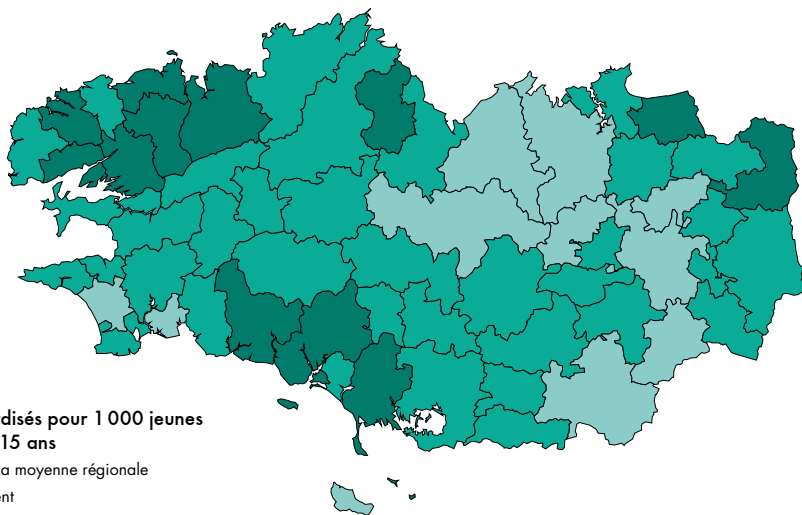 disés pour 1 000 jeunes
15 ans
a moyenne régionale
ent